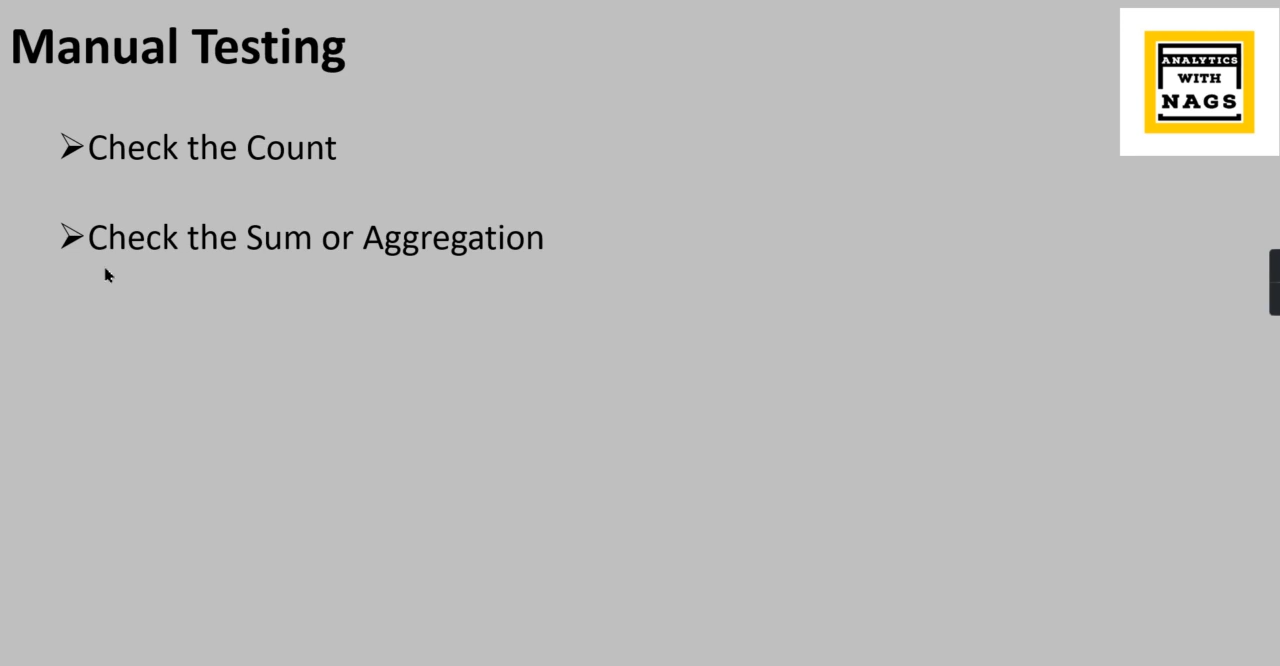 Manual Testing
ANALYTICS
WITH
NAGS
➢Check the Count
➢Check the Sum or Aggregation